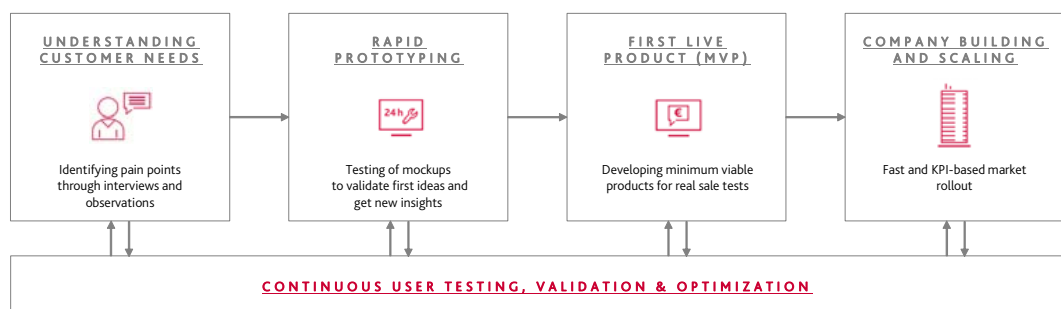 UNDERSTANDING
CUSTOMER NEEDS
Identifying pain points
through interviews and
observations
RAPID
PROTOTYPING
24h
Testing of mockups
to validate first ideas and
get new insights
FIRST LIVE
PRODUCT (MVP)
€
Developing minimum viable
products for real sale tests
COMPANY BUILDING
AND SCALING
Fast and KPI-based market
rollout
CONTINUOUS USER TESTING, VALIDATION & OPTIMIZATION